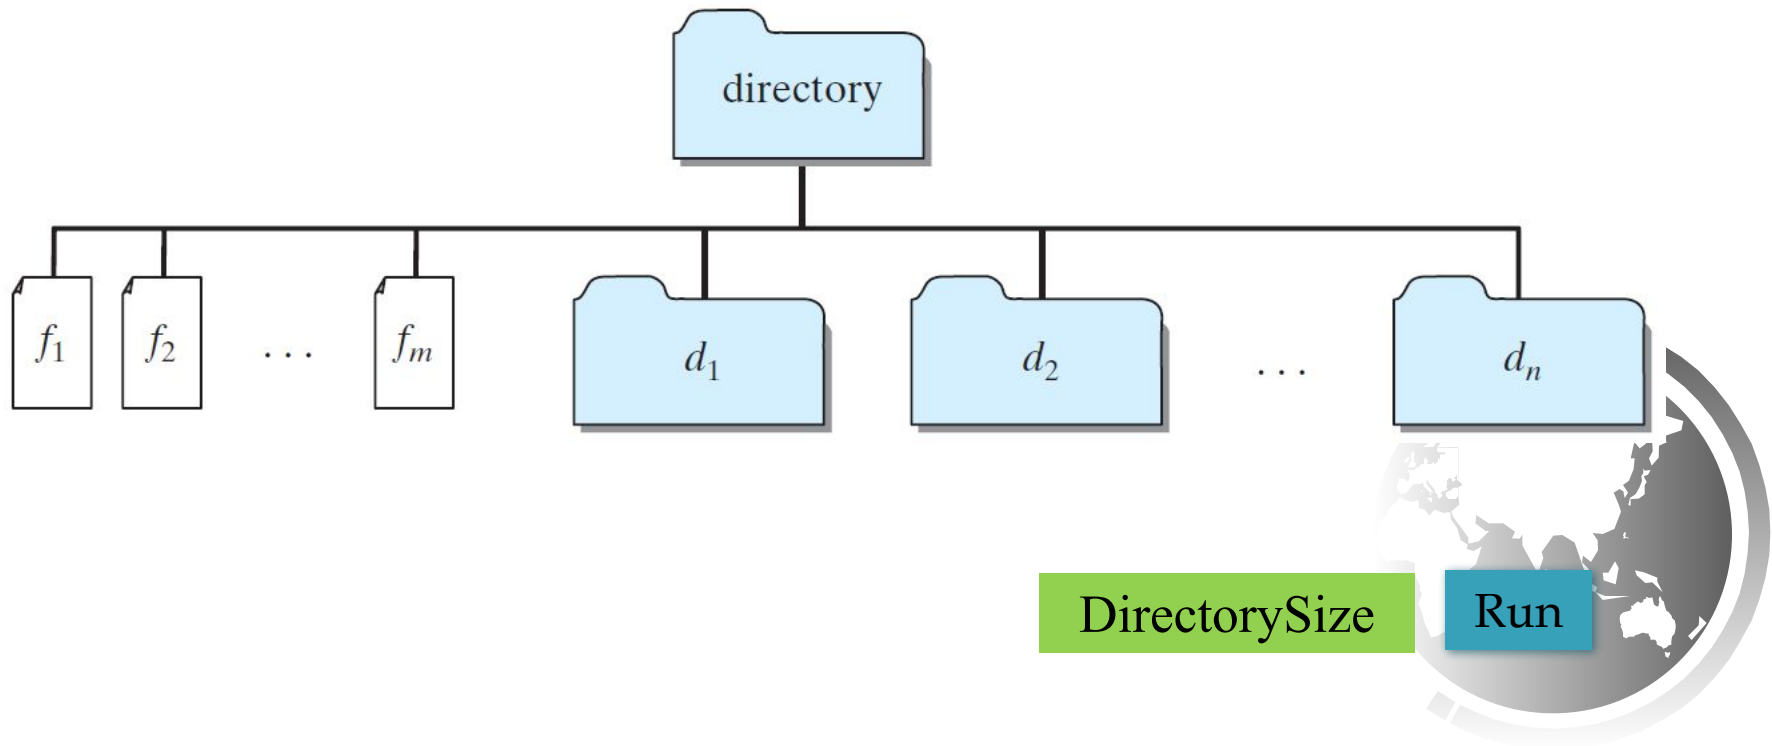 directory
f1 f2 ... fm d1 d2 ... dn
DirectorySize Run